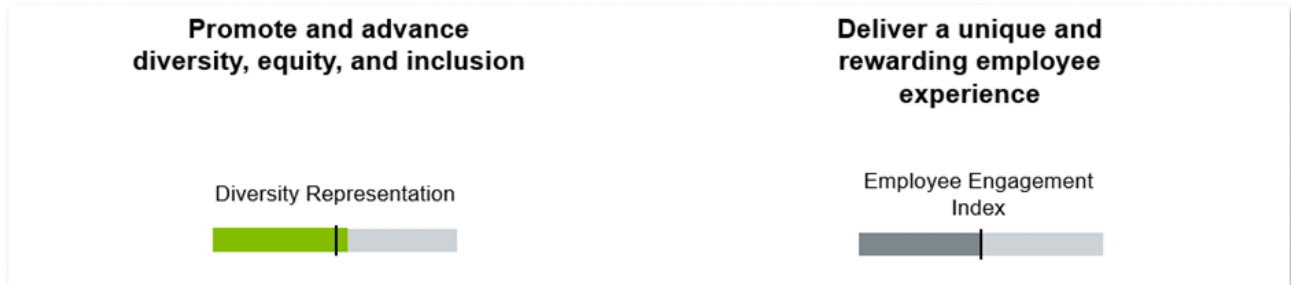 Promote and advance
diversity, equity, and inclusion
Diversity Representation
Deliver a unique and
rewarding employee
experience
Employee Engagement
Index